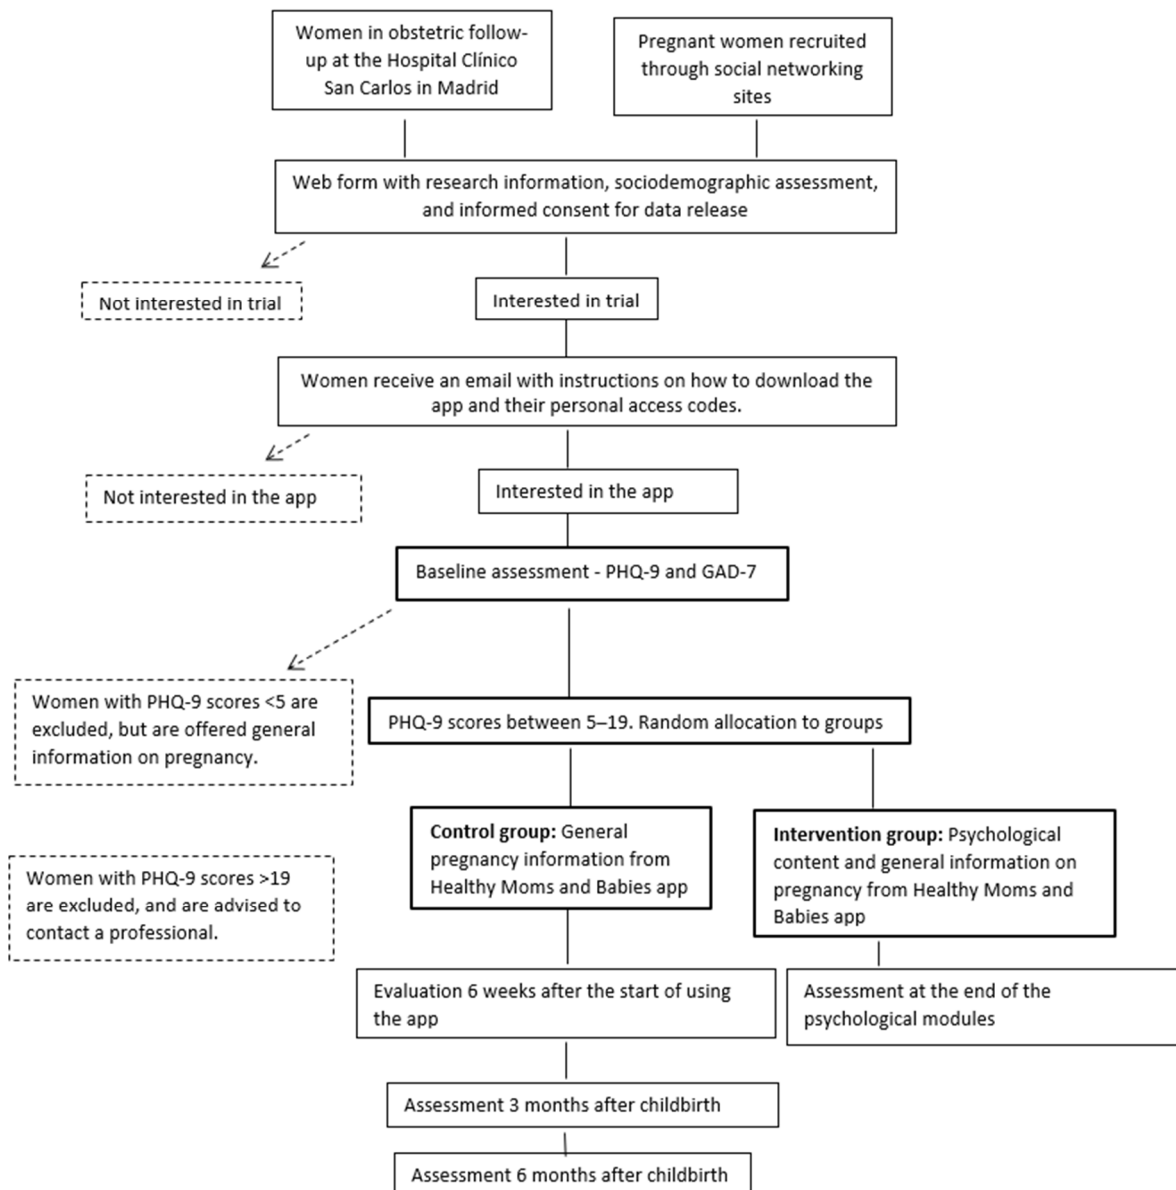 Women in obstetric follow-
up at the Hospital Clínico
San Carlos in Madrid
Pregnant women recruited
through social networking
sites
Web form with research information, sociodemographic assessment,
and informed consent for data release
Not interested in trial
Interested in trial
Women receive an email with instructions on how to download the
app and their personal access codes.
Not interested in the app
Interested in the app
Baseline assessment - PHQ-9 and GAD-7
Women with PHQ-9 scores <5 are
excluded, but are offered general
information on pregnancy.
PHQ-9 scores between 5–19. Random allocation to groups
Control group: General
pregnancy information from
Healthy Moms and Babies app
Intervention group: Psychological
content and general information on
pregnancy from Healthy Moms and
Babies app
Women with PHQ-9 scores >19
are excluded, and are advised to
contact a professional.
Evaluation 6 weeks after the start of using
the app
Assessment at the end of the
psychological modules
Assessment 3 months after childbirth
Assessment 6 months after childbirth